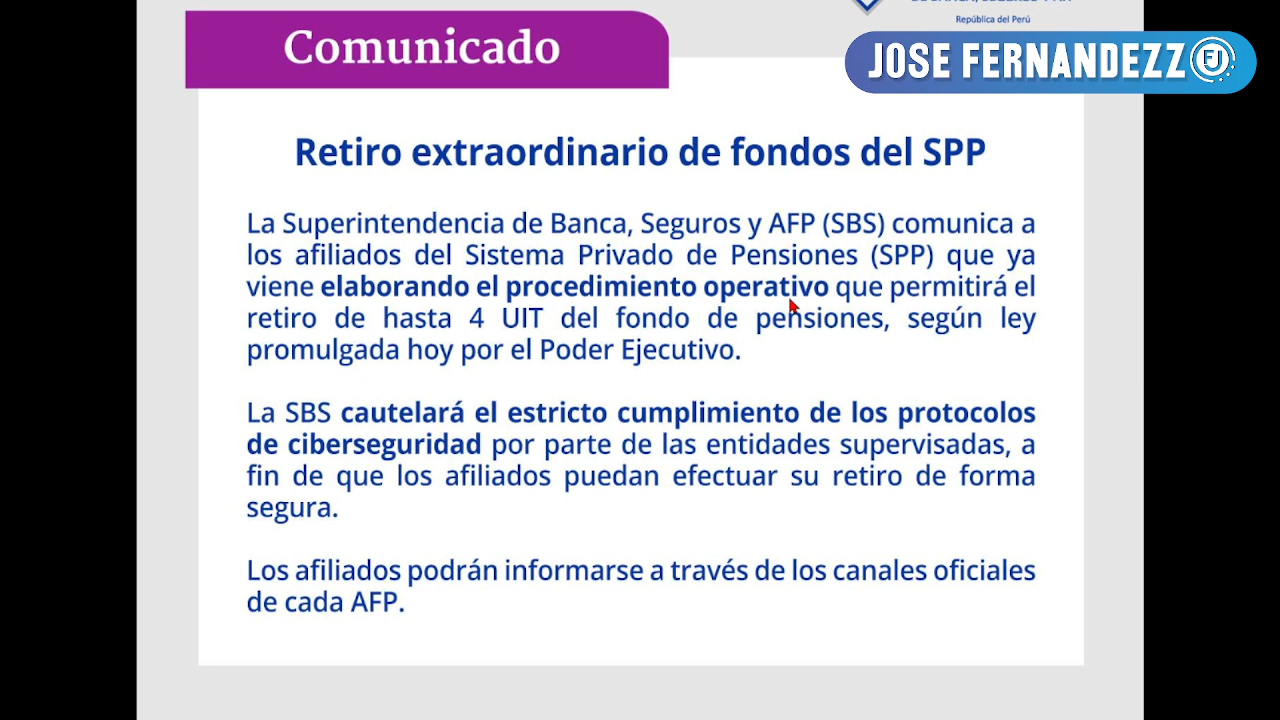 República del Perú
JOSE FERNANDEZZ FJ
Comunicado
Retiro extraordinario de fondos del SPP
La Superintendencia de Banca, Seguros y AFP (SBS) comunica a
los afiliados del Sistema Privado de Pensiones (SPP) que ya
viene elaborando el procedimiento operativo que permitirá el
retiro de hasta 4 UIT del fondo de pensiones, según ley
promulgada hoy por el Poder Ejecutivo.
La SBS cautelará el estricto cumplimiento de los protocolos
de ciberseguridad por parte de las entidades supervisadas, a
fin de que los afiliados puedan efectuar su retiro de forma
segura.
Los afiliados podrán informarse a través de los canales oficiales
de cada AFP.